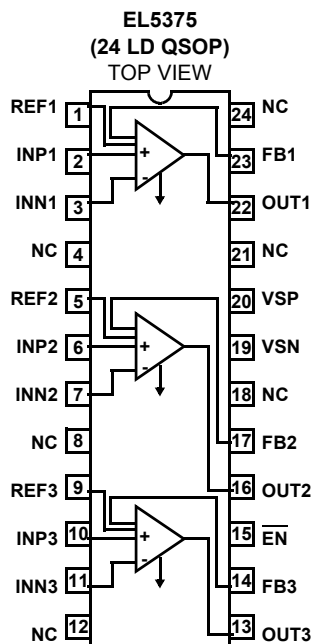 EL5375
(24 LD QSOP)
TOP VIEW
REF1 1
INP1 2
INN1 3
NC 4
REF2 5
INP2 6
INN2 7
NC 8
REF3 9
INP3 10
INN3 11
NC 12
24 NC
23 FB1
22 OUT1
21 NC
20 VSP
19 VSN
18 NC
17 FB2
16 OUT2
15 EN
14 FB3
13 OUT3
+
-
+
-
+
-